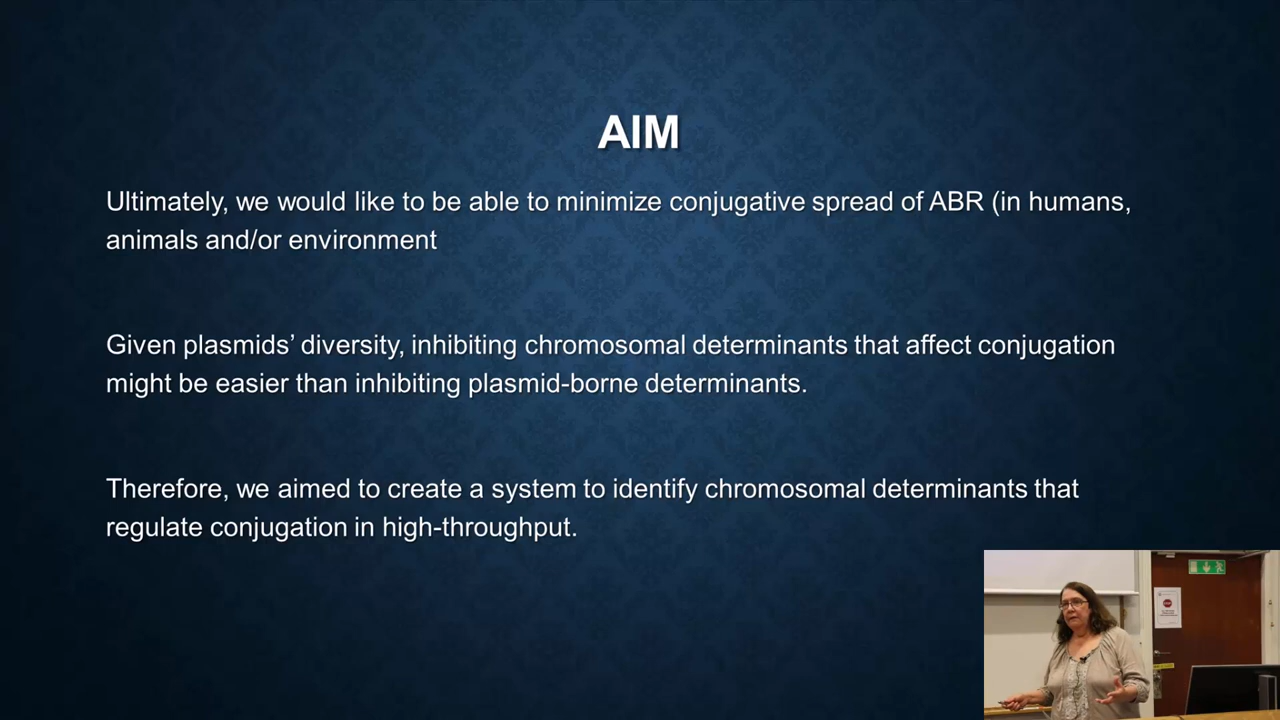 AIM
Ultimately, we would like to be able to minimize conjugative spread of ABR (in humans,
animals and/or environment
Given plasmids’ diversity, inhibiting chromosomal determinants that affect conjugation
might be easier than inhibiting plasmid-borne determinants.
Therefore, we aimed to create a system to identify chromosomal determinants that
regulate conjugation in high-throughput.